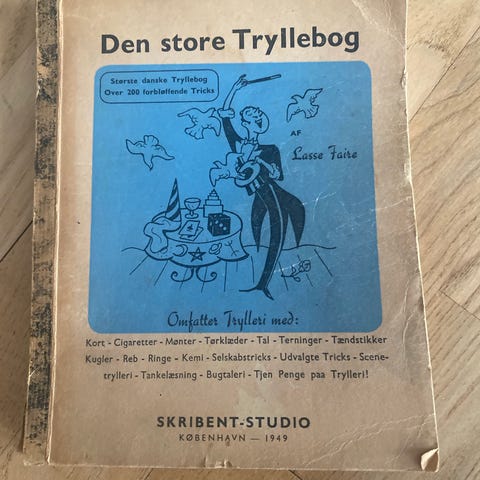 Den store Tryllebog
Største danske Tryllebog
Over 200 forbløffende Tricks
AF
Lasse Faire
Omfatter Trylleri med:
Kort - Cigaretter - Mønter - Tørklæder - Tal - Terninger - Tændstikker
Kugler - Reb - Ringe - Kemi - Selskabstricks - Udvalgte Tricks - Scene-
trylleri - Tankelæsning - Bugtaleri - Tjen Penge paa Trylleri!
SKRIBENT-STUDIO
KØBENHAVN — 1949